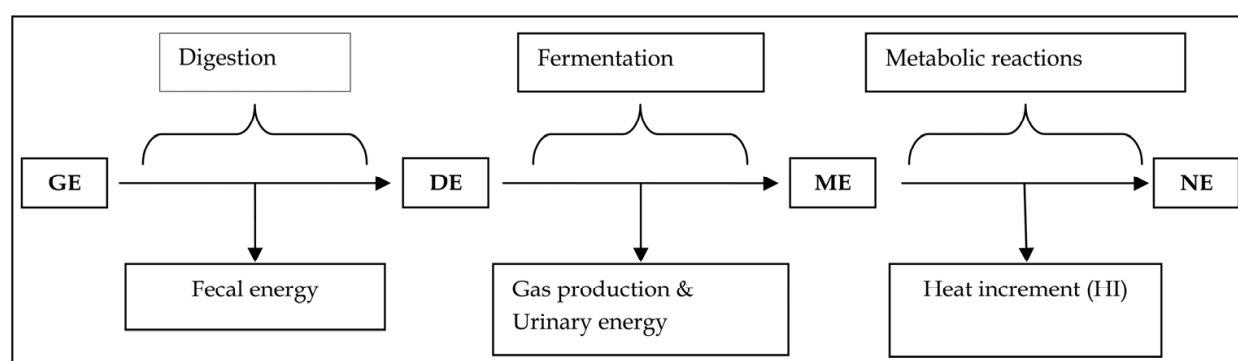 Digestion
Fermentation
Metabolic reactions
GE
DE
ME
NE
Fecal energy
Gas production &
Urinary energy
Heat increment (HI)